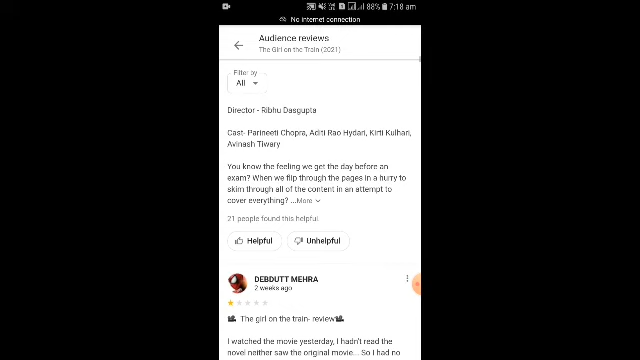 88% 7:18 am
No internet connection
Audience reviews
The Girl on the Train (2021)
Filter by
All
Director - Ribhu Dasgupta
Cast- Parineeti Chopra, Aditi Rao Hydari, Kirti Kulhari,
Avinash Tiwary
You know the feeling we get the day before an
exam? When we flip through the pages in a hurry to
skim through all of the content in an attempt to
cover everything? ...More
21 people found this helpful.
Helpful Unhelpful
DEBDUTT MEHRA
2 weeks ago
The girl on the train- review
I watched the movie yesterday, I hadn't read the
novel neither saw the original movie... So I had no